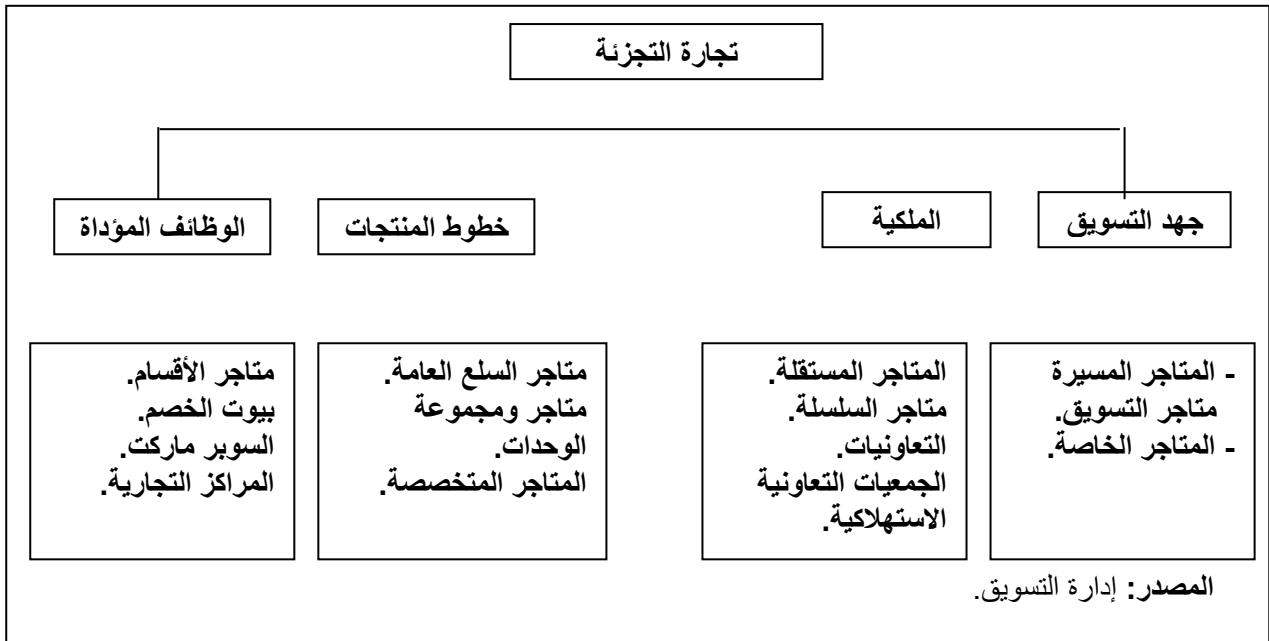 تجارة التجزئة
جهد التسويق
الملكية
خطوط المنتجات
الوظائف المؤداة
- المتاجر المسيرة
متاجر التسويق.
- المتاجر الخاصة.
المتاجر المستقلة.
متاجر السلسلة.
التعاونيات.
الجمعيات التعاونية
الاستهلاكية.
متاجر السلع العامة.
متاجر ومجموعة
الوحدات.
المتاجر المتخصصة.
متاجر الأقسام.
بيوت الخصم.
السوبر ماركت.
المراكز التجارية.
المصدر: إدارة التسويق.